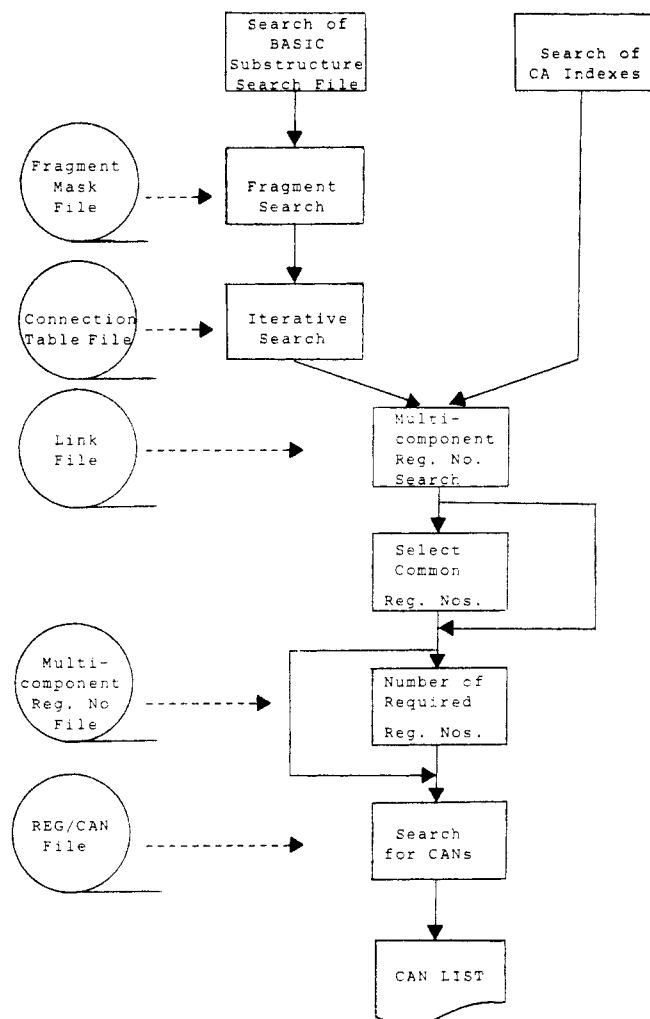 Search of
BASIC
Substructure
Search File
Search of
CA Indexes
Fragment
Mask
File
Fragment
Search
Connection
Table File
Iterative
Search
Link
File
Multi-
component
Reg. No.
Search
Select
Common
Reg. Nos.
Multi-
component
Reg. No
File
Number of
Required
Reg. Nos.
REG/CAN
File
Search
for CANs
CAN LIST